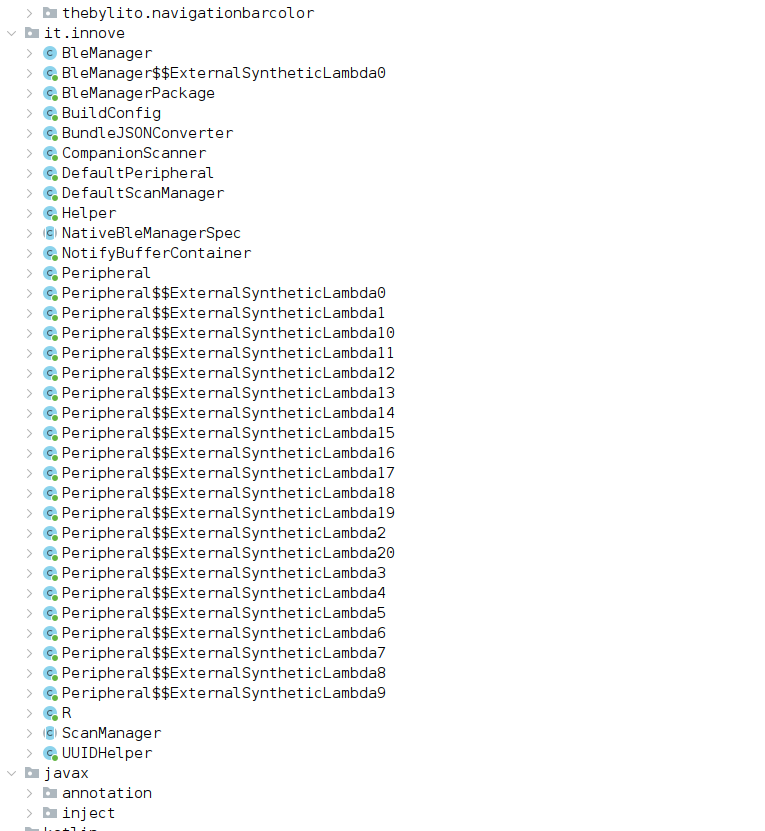 thebylito.navigationbarcolor
it.innove
BleManager
BleManager$$ExternalSyntheticLambda0
BleManagerPackage
BuildConfig
BundleJSONConverter
CompanionScanner
DefaultPeripheral
DefaultScanManager
Helper
NativeBleManagerSpec
NotifyBufferContainer
Peripheral
Peripheral$$ExternalSyntheticLambda0
Peripheral$$ExternalSyntheticLambda1
Peripheral$$ExternalSyntheticLambda10
Peripheral$$ExternalSyntheticLambda11
Peripheral$$ExternalSyntheticLambda12
Peripheral$$ExternalSyntheticLambda13
Peripheral$$ExternalSyntheticLambda14
Peripheral$$ExternalSyntheticLambda15
Peripheral$$ExternalSyntheticLambda16
Peripheral$$ExternalSyntheticLambda17
Peripheral$$ExternalSyntheticLambda18
Peripheral$$ExternalSyntheticLambda19
Peripheral$$ExternalSyntheticLambda2
Peripheral$$ExternalSyntheticLambda20
Peripheral$$ExternalSyntheticLambda3
Peripheral$$ExternalSyntheticLambda4
Peripheral$$ExternalSyntheticLambda5
Peripheral$$ExternalSyntheticLambda6
Peripheral$$ExternalSyntheticLambda7
Peripheral$$ExternalSyntheticLambda8
Peripheral$$ExternalSyntheticLambda9
R
ScanManager
UUIDHelper
javax
annotation
inject